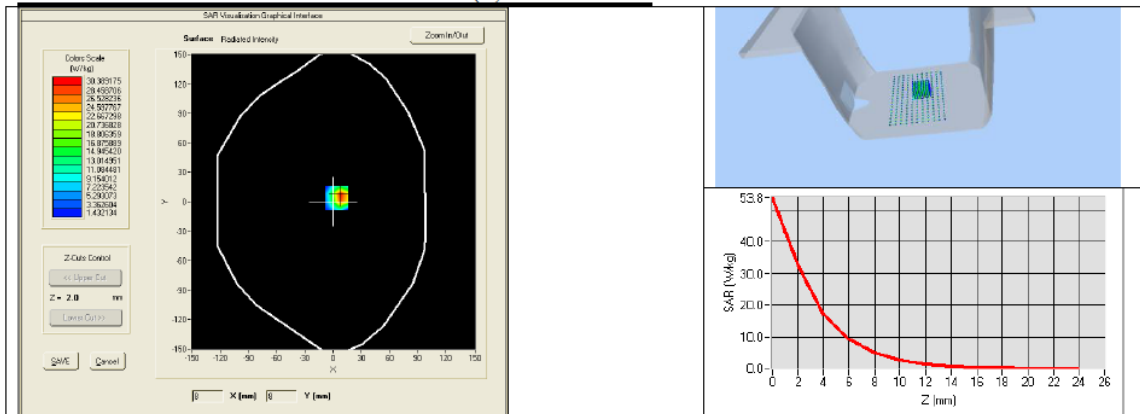 SAR Visualisation Graphical Interface
Surface Radiated Intensity
Zoom In/Out
Colors Scale
(W/kg)
30.389175
28.458706
26.528236
24.597767
22.667298
20.736828
18.806359
16.875889
14.945420
13.014951
11.084481
9.154012
7.223542
5.293073
3.362604
1.432134
Z-Cuts Control
<< Upper Cut
Z = 2.0 mm
Lower Cut >>
SAVE Cancel
150-
120-
90-
60-
30-
0-
-30-
-60-
-90-
-120-
-150-
Y
-150 -120 -90 -60 -30 0 30 60 90 120 150
X
8 X (mm) 8 Y (mm)
53.8-
40.0-
30.0-
20.0-
10.0-
0.0-
SAR (W/kg)
0 2 4 6 8 10 12 14 16 18 20 22 24 26
Z (mm)